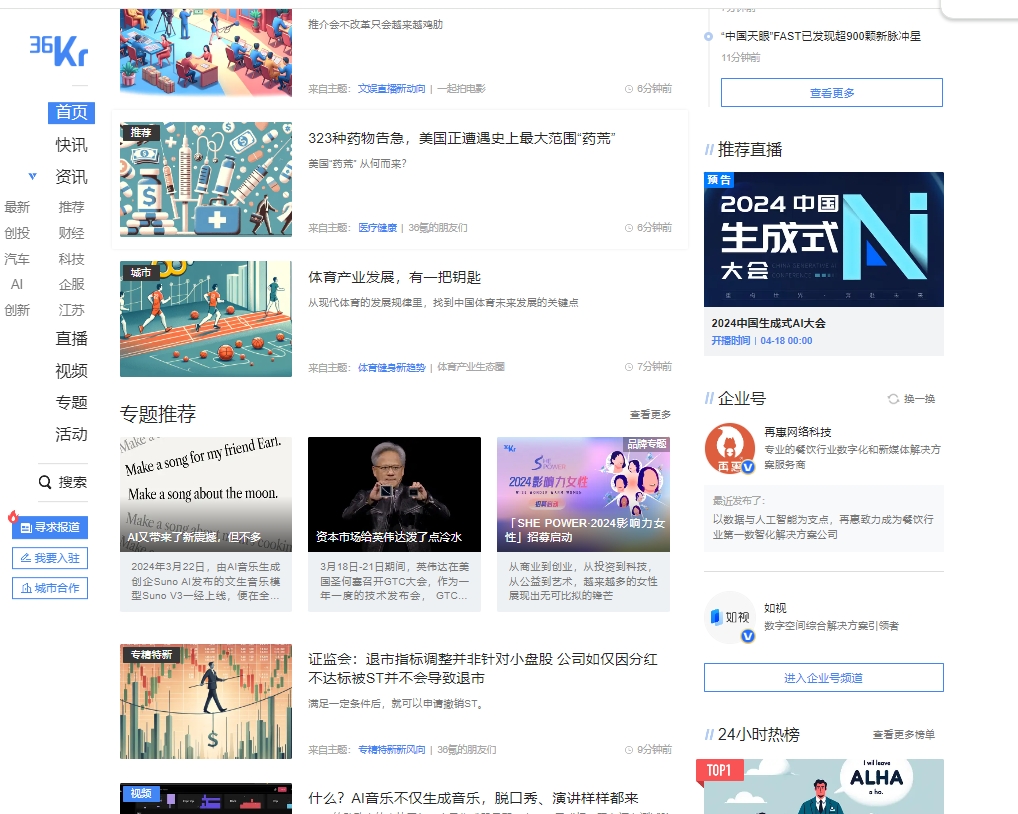 36Kr
首页
快讯
资讯
最新 推荐
创投 财经
汽车 科技
AI 企服
创新 江苏
直播
视频
专题
活动
搜索
寻求报道
我要入驻
城市合作
推介会不改革只会越来越鸡肋
来自主题： 文娱直播新动向 | 一起拍电影 6分钟前
推荐
323种药物告急，美国正遭遇史上最大范围“药荒”
美国“药荒” 从何而来？
来自主题： 医疗健康 | 36氪的朋友们 6分钟前
城市
体育产业发展，有一把钥匙
从现代体育的发展规律里，找到中国体育未来发展的关键点
来自主题： 体育健身新趋势 | 体育产业生态圈 7分钟前
专题推荐 查看更多
Make a song for my friend Earl.
Make a song about the moon.
AI又带来了新震撼，但不多
2024年3月22日，由AI音乐生成
创企Suno AI发布的文生音乐模
型Suno V3一经上线，便在全...
资本市场给英伟达泼了点冷水
3月18日-21日期间，英伟达在美
国圣何塞召开GTC大会，作为一
年一度的技术发布会， GTC...
品牌专题
36Kr
SHE POWER
2024影响力女性
招募启动
「SHE POWER·2024影响力女
性」招募启动
从商业到创业，从投资到科技，
从公益到艺术，越来越多的女性
展现出无可比拟的锋芒
专精特新
证监会：退市指标调整并非针对小盘股 公司如仅因分红
不达标被ST并不会导致退市
满足一定条件后，就可以申请撤销ST。
来自主题： 专精特新新风向 | 36氪的朋友们 9分钟前
视频
什么？AI音乐不仅生成音乐，脱口秀、演讲样样都来
“中国天眼”FAST已发现超900颗新脉冲星
11分钟前
查看更多
推荐直播
预告
2024 中国
生成式
大会
CHINA GENERATIVE AI
CONFERENCE
2024中国生成式AI大会
开播时间 | 04-18 00:00
企业号 换一换
再惠
再惠网络科技
专业的餐饮行业数字化和新媒体解决方
案服务商
最近发布了：
以数据与人工智能为支点，再惠致力成为餐饮行
业第一数智化解决方案公司
如视
如视
数字空间综合解决方案引领者
进入企业号频道
24小时热榜 查看更多榜单
TOP1
I will leave
ALHA
a ho.